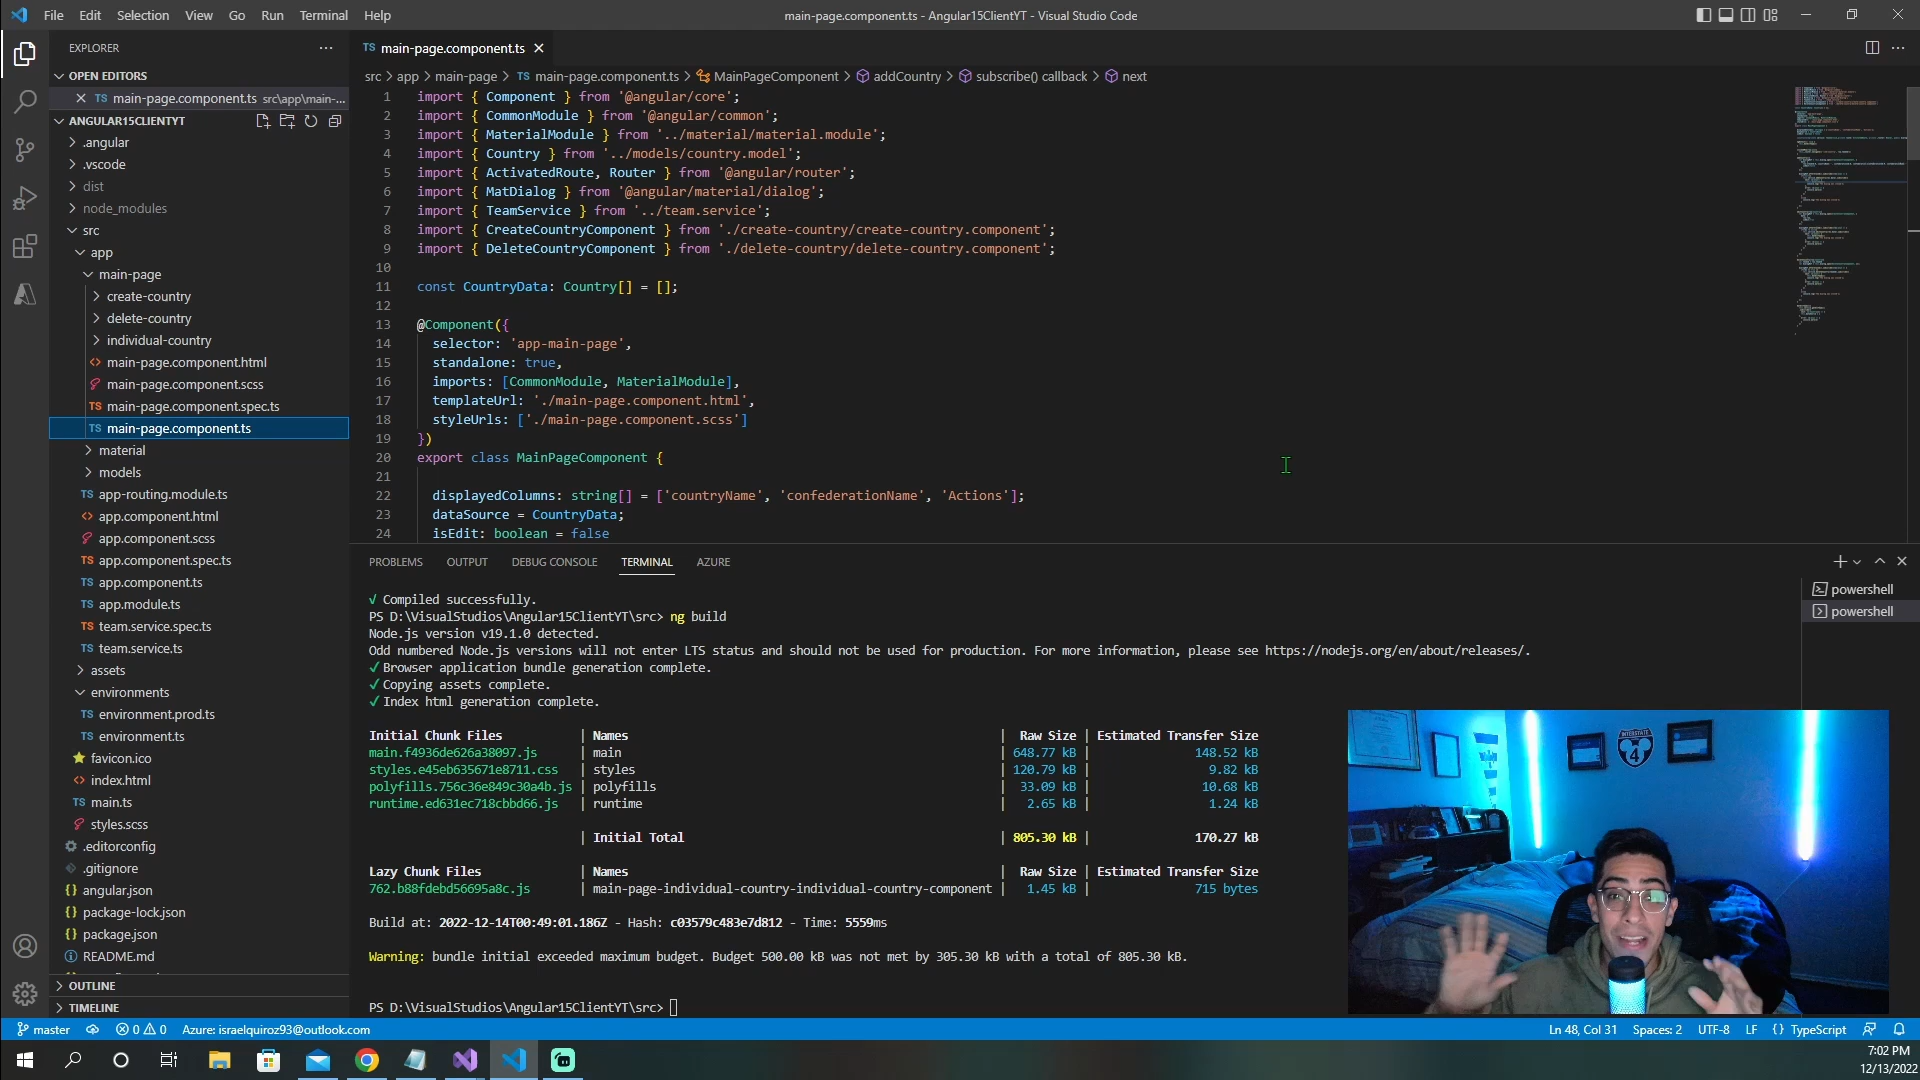 File Edit Selection View Go Run Terminal Help
main-page.component.ts - Angular15ClientYT - Visual Studio Code
EXPLORER
OPEN EDITORS
TS main-page.component.ts src\app\main-...
ANGULAR15CLIENTYT
.angular
.vscode
dist
node_modules
src
app
main-page
create-country
delete-country
individual-country
main-page.component.html
main-page.component.scss
TS main-page.component.spec.ts
TS main-page.component.ts
material
models
TS app-routing.module.ts
app.component.html
app.component.scss
TS app.component.spec.ts
TS app.component.ts
TS app.module.ts
TS team.service.spec.ts
TS team.service.ts
assets
environments
TS environment.prod.ts
TS environment.ts
favicon.ico
index.html
TS main.ts
styles.scss
.editorconfig
.gitignore
angular.json
package-lock.json
package.json
README.md
OUTLINE
TIMELINE
TS main-page.component.ts
src > app > main-page > TS main-page.component.ts > MainPageComponent > addCountry > subscribe() callback > next
1 import { Component } from '@angular/core';
2 import { CommonModule } from '@angular/common';
3 import { MaterialModule } from '../material/material.module';
4 import { Country } from '../models/country.model';
5 import { ActivatedRoute, Router } from '@angular/router';
6 import { MatDialog } from '@angular/material/dialog';
7 import { TeamService } from '../team.service';
8 import { CreateCountryComponent } from './create-country/create-country.component';
9 import { DeleteCountryComponent } from './delete-country/delete-country.component';
10
11 const CountryData: Country[] = [];
12
13 @Component({
14 selector: 'app-main-page',
15 standalone: true,
16 imports: [CommonModule, MaterialModule],
17 templateUrl: './main-page.component.html',
18 styleUrls: ['./main-page.component.scss']
19 })
20 export class MainPageComponent {
21
22 displayedColumns: string[] = ['countryName', 'confederationName', 'Actions'];
23 dataSource = CountryData;
24 isEdit: boolean = false
PROBLEMS OUTPUT DEBUG CONSOLE TERMINAL AZURE
powershell
powershell
√ Compiled successfully.
PS D:\VisualStudios\Angular15ClientYT\src> ng build
Node.js version v19.1.0 detected.
Odd numbered Node.js versions will not enter LTS status and should not be used for production. For more information, please see https://nodejs.org/en/about/releases/.
✓ Browser application bundle generation complete.
✓ Copying assets complete.
✓ Index html generation complete.
Initial Chunk Files | Names | Raw Size | Estimated Transfer Size
main.f4936de626a38097.js | main | 648.77 kB | 148.52 kB
styles.e45eb635671e8711.css | styles | 120.79 kB | 9.82 kB
polyfills.756c36e849c30a4b.js | polyfills | 33.09 kB | 10.68 kB
runtime.ed631ec718cbbd66.js | runtime | 2.65 kB | 1.24 kB
| Initial Total | 805.30 kB | 170.27 kB
Lazy Chunk Files | Names | Raw Size | Estimated Transfer Size
762.b88fdebd56695a8c.js | main-page-individual-country-individual-country-component | 1.45 kB | 715 bytes
Build at: 2022-12-14T00:49:01.186Z - Hash: c03579c483e7d812 - Time: 5559ms
Warning: bundle initial exceeded maximum budget. Budget 500.00 kB was not met by 305.30 kB with a total of 805.30 kB.
PS D:\VisualStudios\Angular15ClientYT\src>
INTERSTATE
4
master 0 0 Azure: israelquiroz93@outlook.com
Ln 48, Col 31 Spaces: 2 UTF-8 LF {} TypeScript
7:02 PM
12/13/2022